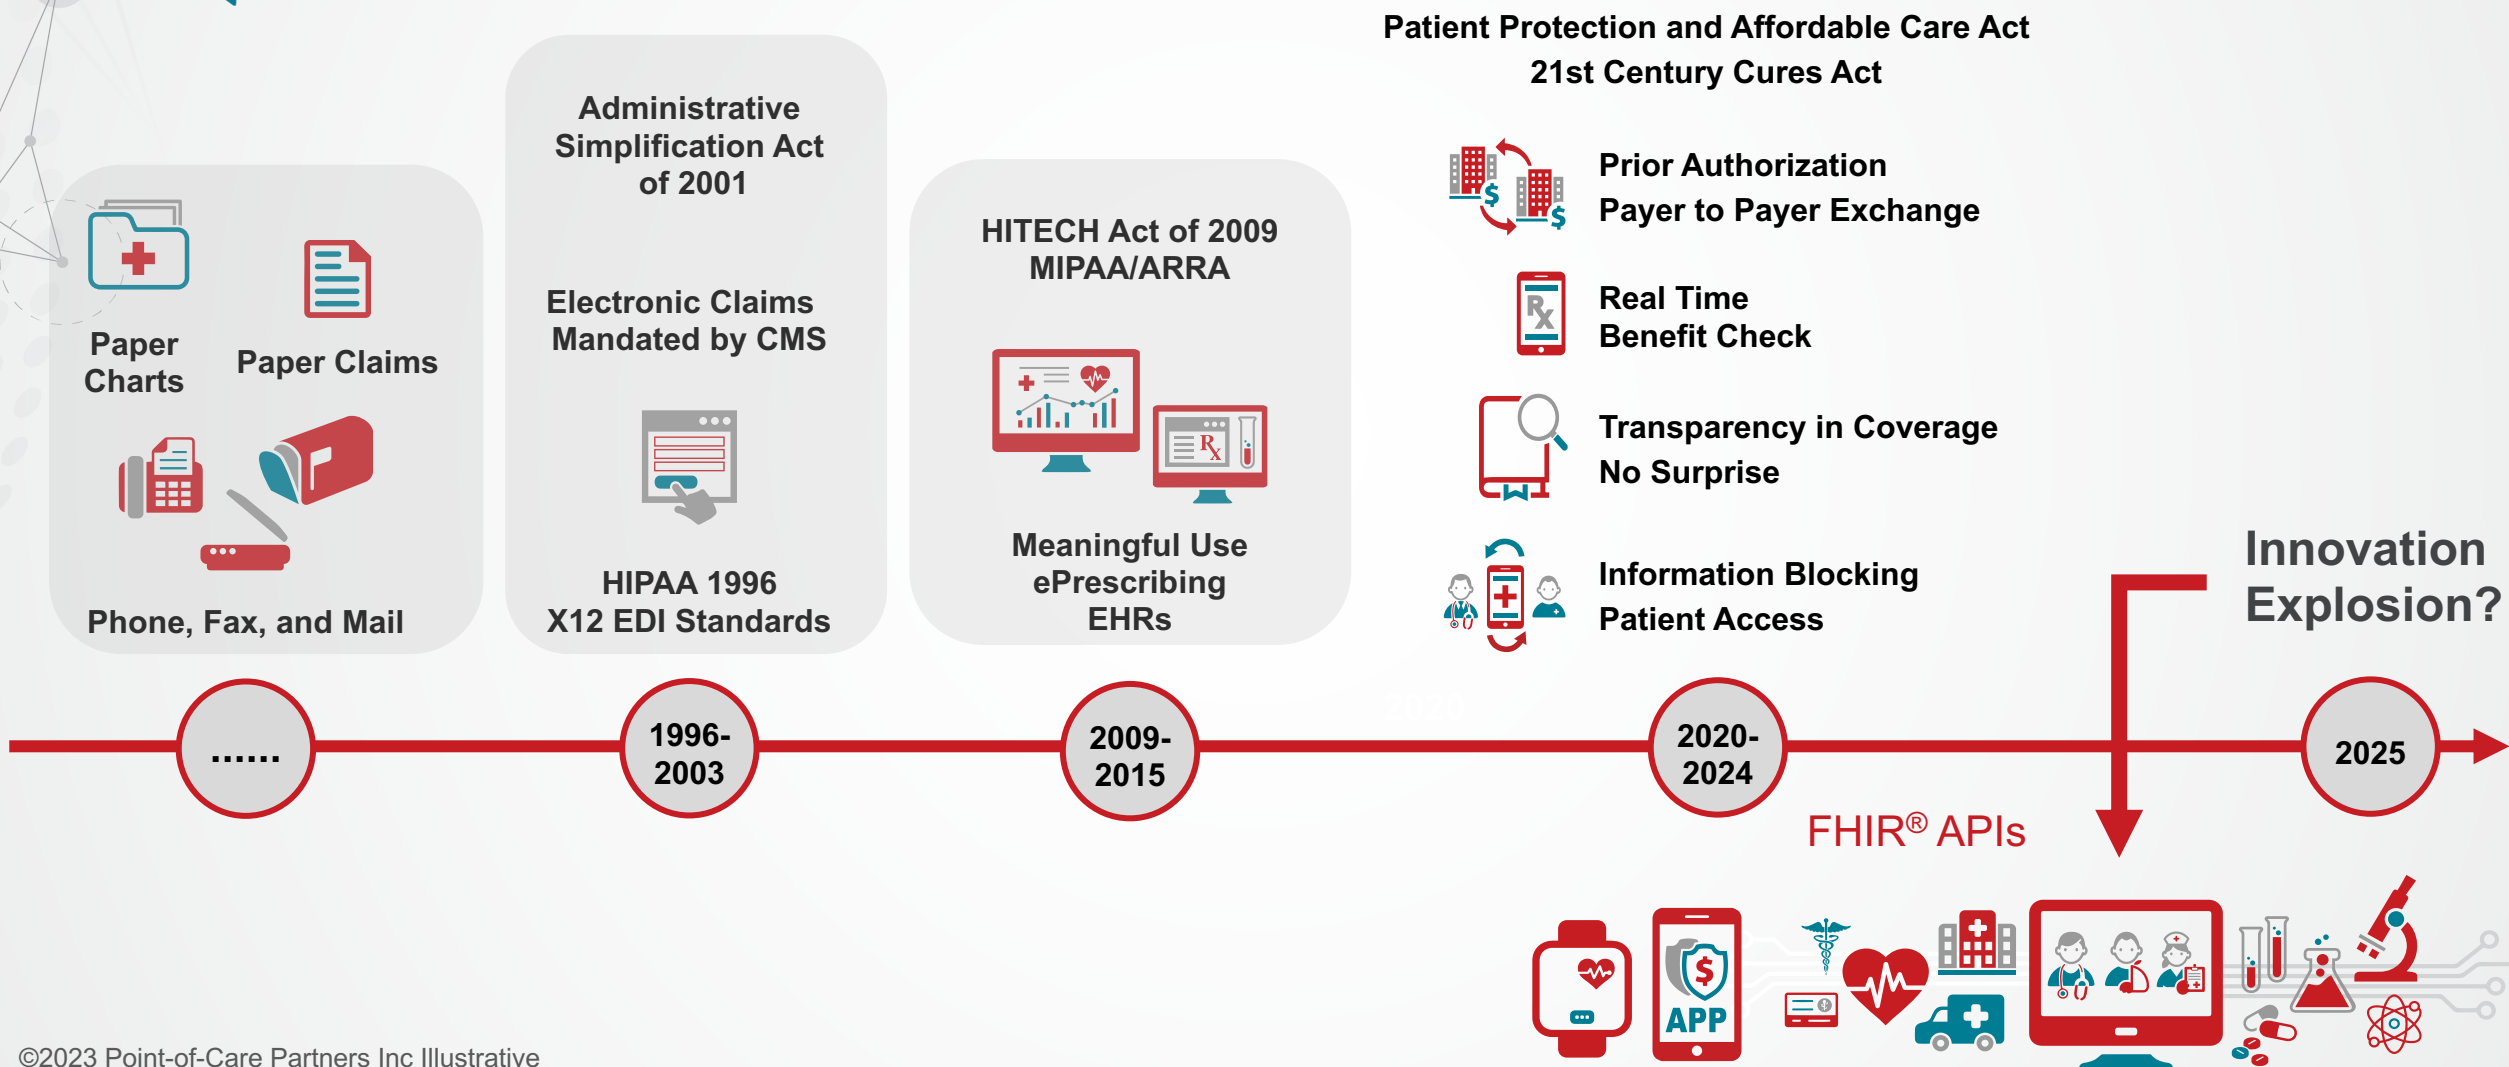 Paper
Charts
Paper Claims
Phone, Fax, and Mail
......
Administrative
Simplification Act
of 2001
Electronic Claims
Mandated by CMS
HIPAA 1996
X12 EDI Standards
1996-
2003
HITECH Act of 2009
MIPAA/ARRA
Rx
Meaningful Use
ePrescribing
EHRs
2009-
2015
Patient Protection and Affordable Care Act
21st Century Cures Act
Prior Authorization
Payer to Payer Exchange
$
$
Rx
Real Time
Benefit Check
Transparency in Coverage
No Surprise
Information Blocking
Patient Access
2020-
2024
Innovation
Explosion?
2025
FHIR® APIs
$
APP
©2023 Point-of-Care Partners Inc Illustrative